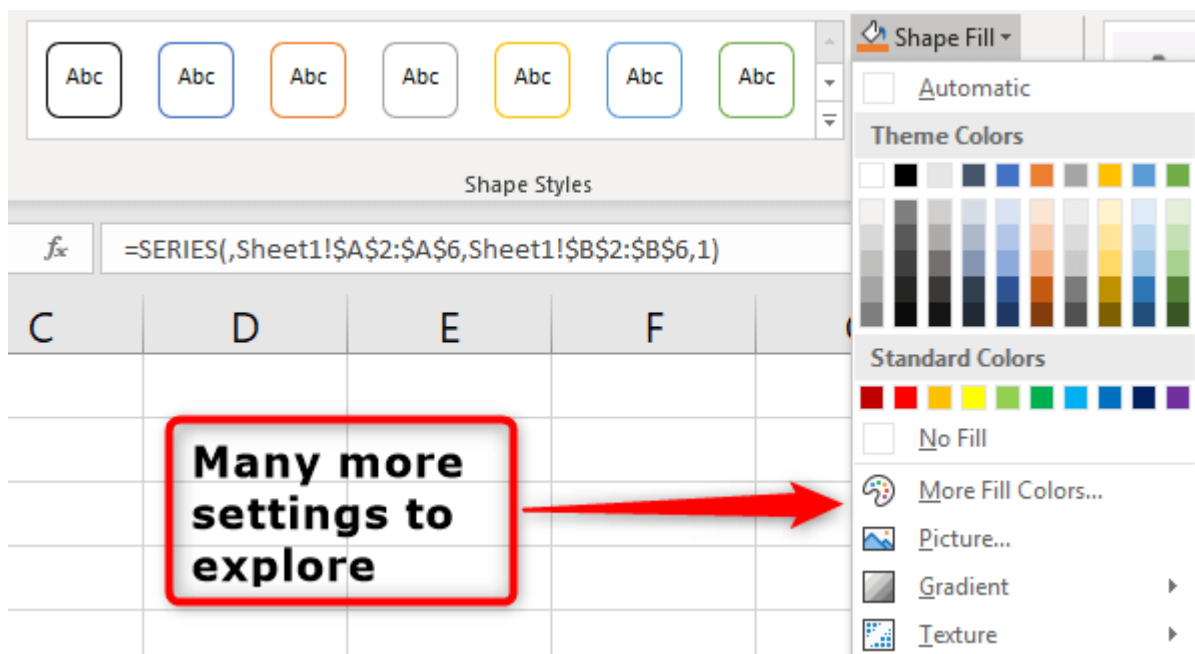 Shape Fill
Abc Abc Abc Abc Abc Abc Abc
Automatic
Theme Colors
Shape Styles
fx =SERIES(,Sheet1!$A$2:$A$6,Sheet1!$B$2:$B$6,1)
C D E F
Standard Colors
No Fill
Many more
settings to
explore
More Fill Colors...
Picture...
Gradient
Texture